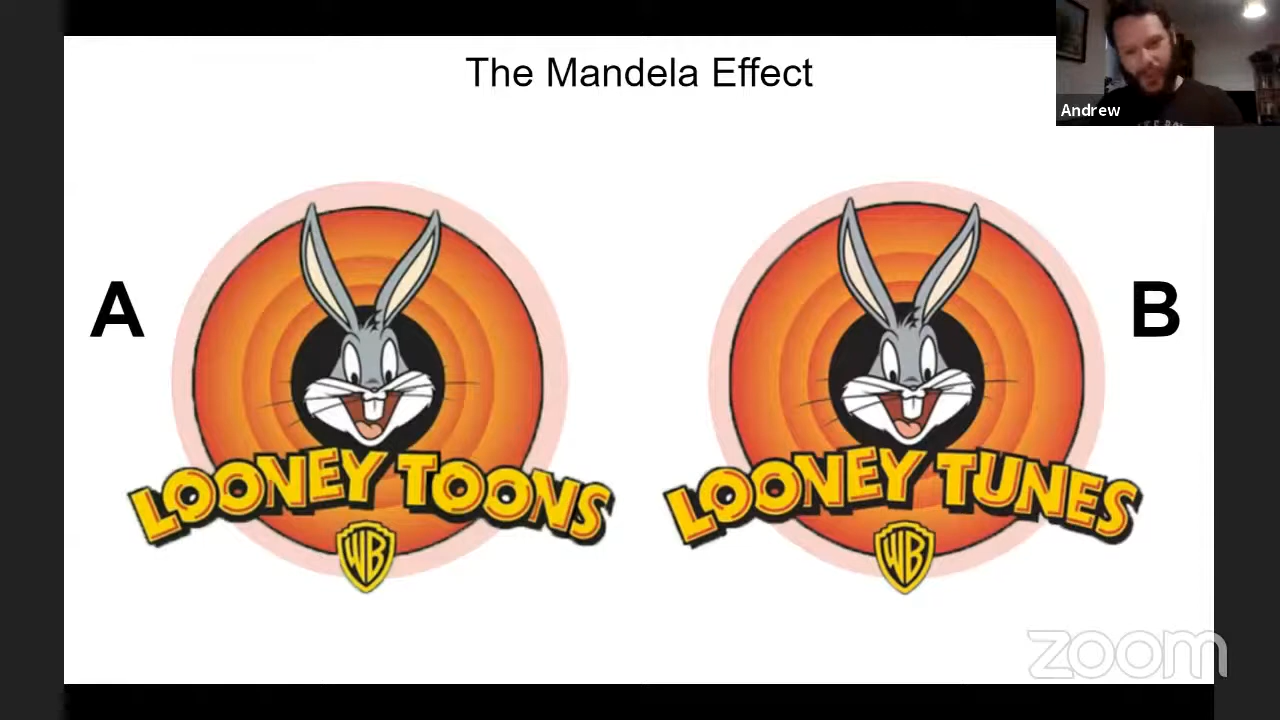 The Mandela Effect
Andrew
A
B
LOONEY TOONS
WB
LOONEY TUNES
WB
zoom